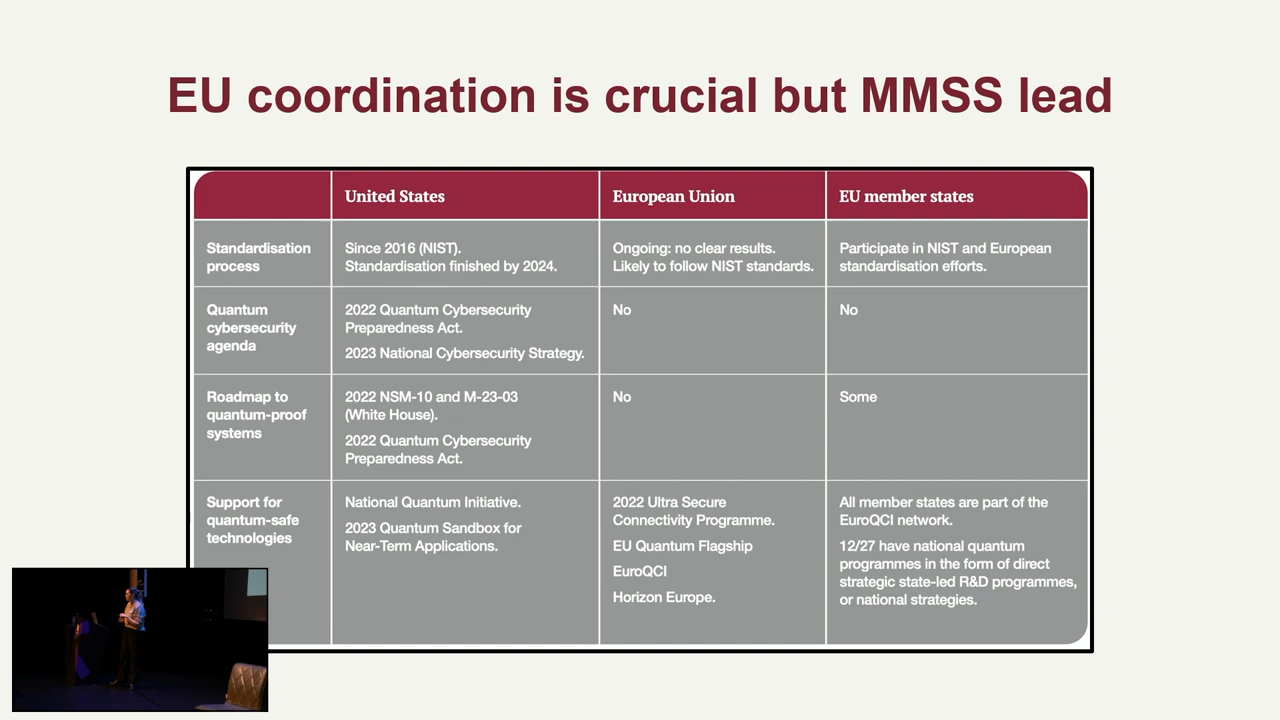 EU coordination is crucial but MMSS lead
United States
European Union
EU member states
Standardisation
process
Since 2016 (NIST).
Standardisation finished by 2024.
Ongoing: no clear results.
Likely to follow NIST standards.
Participate in NIST and European
standardisation efforts.
Quantum
cybersecurity
agenda
2022 Quantum Cybersecurity
Preparedness Act.
2023 National Cybersecurity Strategy.
No
No
Roadmap to
quantum-proof
systems
2022 NSM-10 and M-23-03
(White House).
2022 Quantum Cybersecurity
Preparedness Act.
No
Some
Support for
quantum-safe
technologies
National Quantum Initiative.
2023 Quantum Sandbox for
Near-Term Applications.
2022 Ultra Secure
Connectivity Programme.
EU Quantum Flagship
EuroQCI
Horizon Europe.
All member states are part of the
EuroQCI network.
12/27 have national quantum
programmes in the form of direct
strategic state-led R&D programmes,
or national strategies.